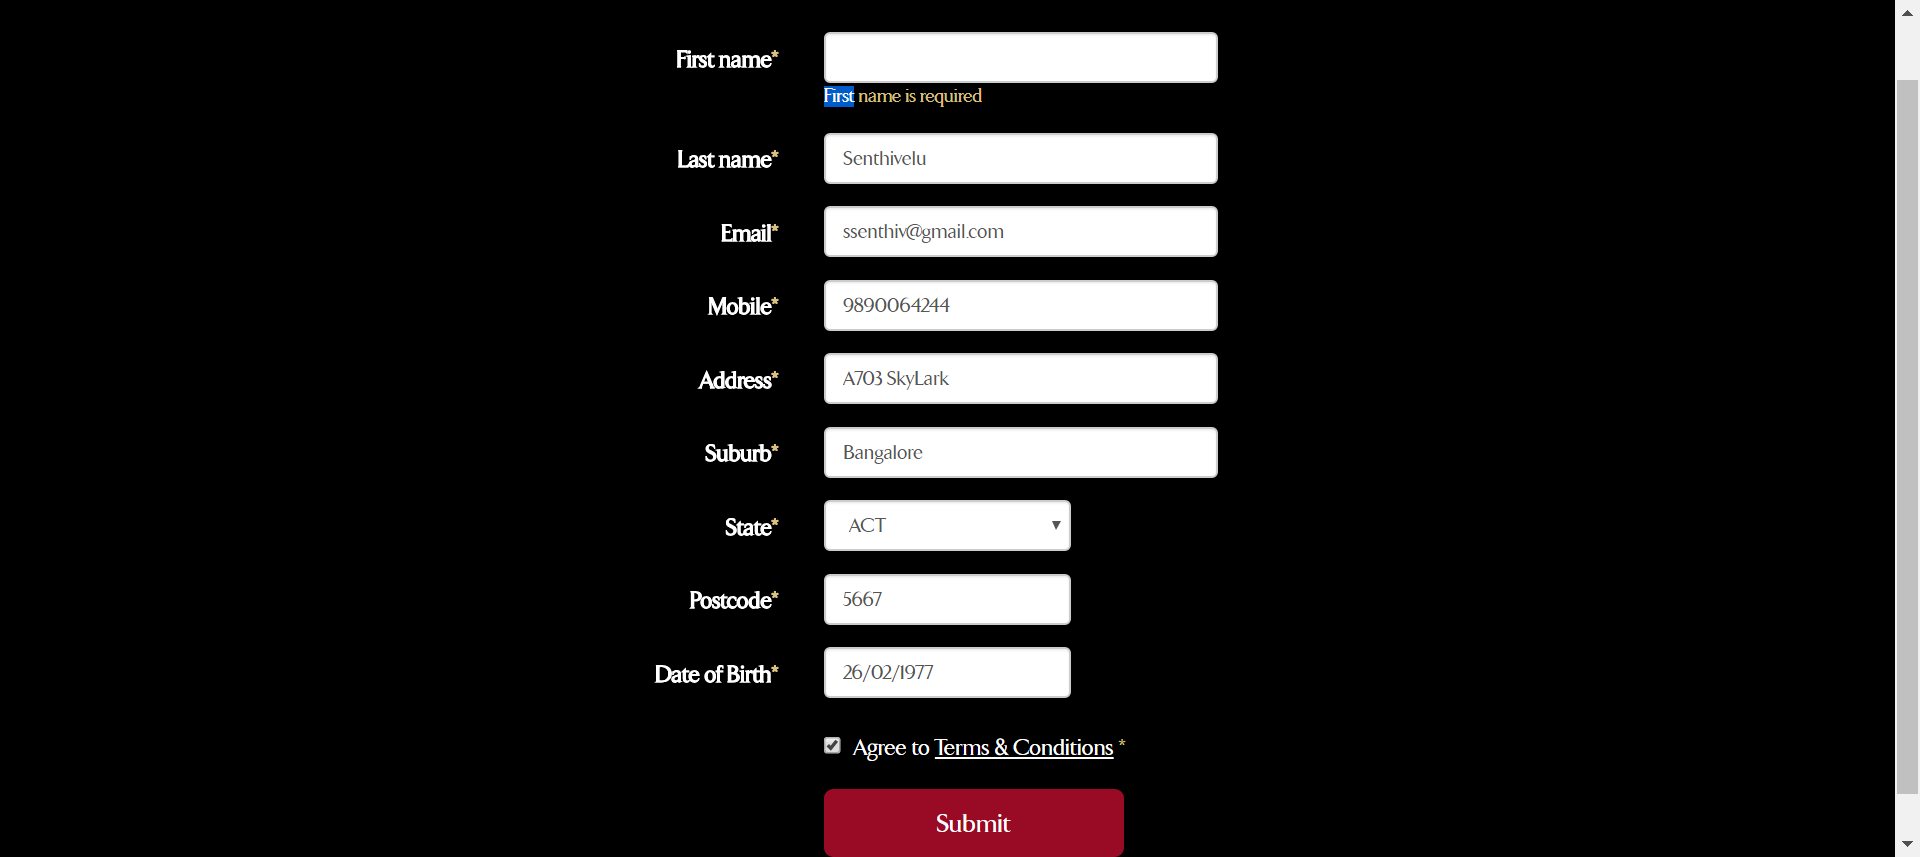 First name*
First name is required
Last name* Senthivelu
Email* ssenthiv@gmail.com
Mobile* 9890064244
Address* A703 SkyLark
Suburb* Bangalore
State* ACT
Postcode* 5667
Date of Birth* 26/02/1977
Agree to Terms & Conditions *
Submit